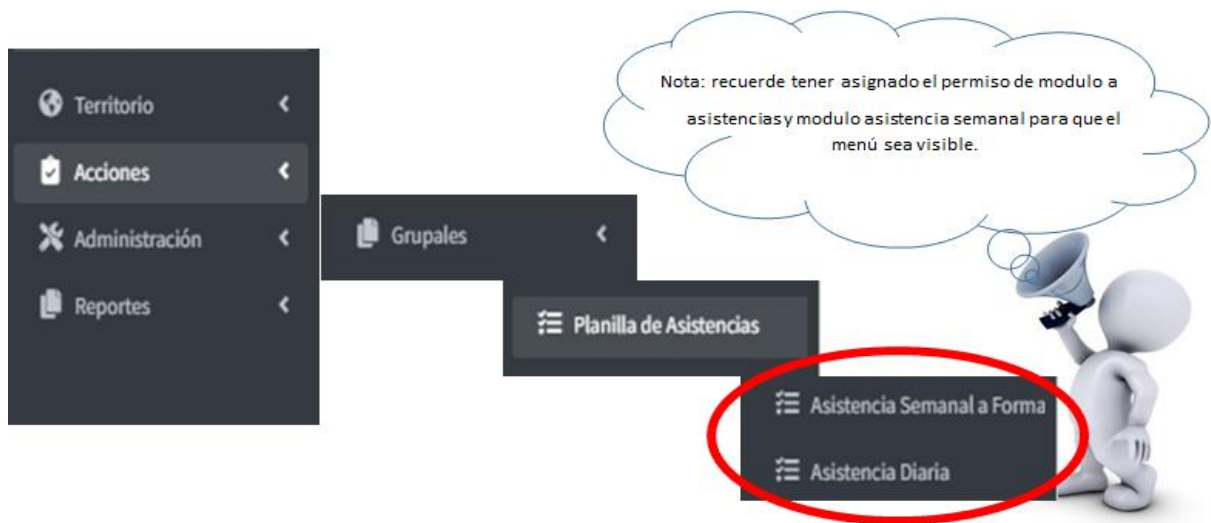 Nota: recuerde tener asignado el permiso de modulo a
asistencias y modulo asistencia semanal para que el
menú sea visible.
Territorio
Acciones
Administración
Reportes
Grupales
Planilla de Asistencias
Asistencia Semanal a Forma
Asistencia Diaria